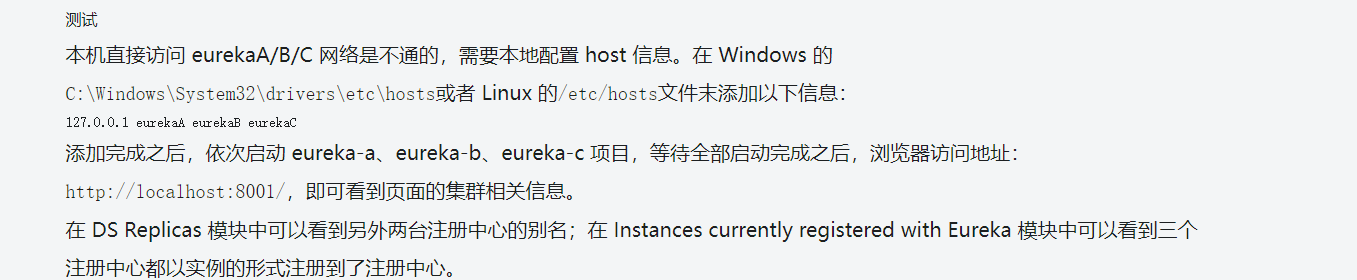 测试
本机直接访问 eurekaA/B/C 网络是不通的，需要本地配置 host 信息。在 Windows 的
C:\Windows\System32\drivers\etc\hosts或者 Linux 的/etc/hosts文件末添加以下信息：
127.0.0.1 eurekaA eurekaB eurekaC
添加完成之后，依次启动 eureka-a、eureka-b、eureka-c 项目，等待全部启动完成之后，浏览器访问地址：
http://localhost:8001/，即可看到页面的集群相关信息。
在 DS Replicas 模块中可以看到另外两台注册中心的别名；在 Instances currently registered with Eureka 模块中可以看到三个
注册中心都以实例的形式注册到了注册中心。